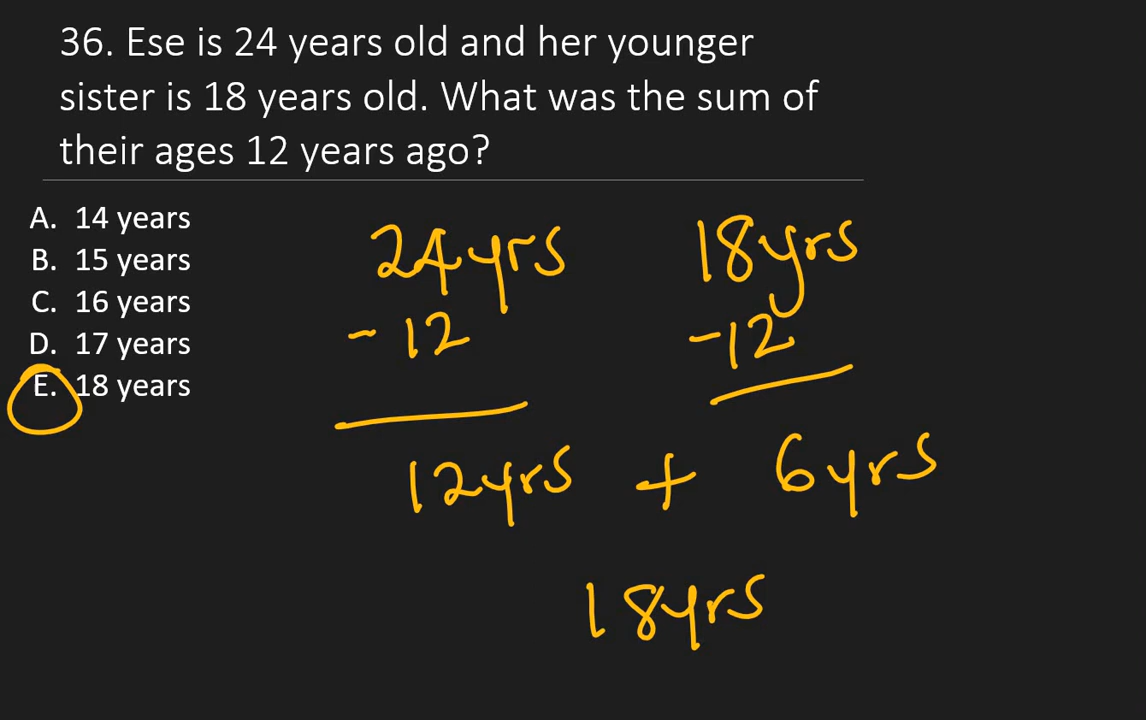 36. Ese is 24 years old and her younger
sister is 18 years old. What was the sum of
their ages 12 years ago?
A. 14 years
B. 15 years
C. 16 years
D. 17 years
E. 18 years
24yrs 18yrs
-12 -12
12yrs + 6yrs
18yrs